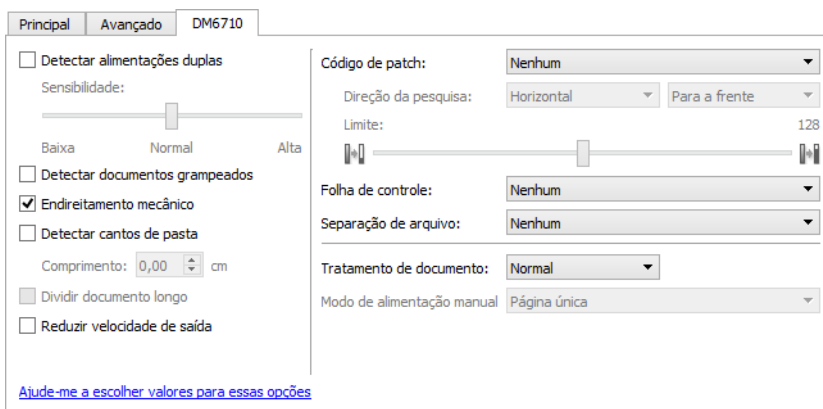 Principal Avançado DM6710
Detectar alimentações duplas
Sensibilidade:
Baixa Normal Alta
Detectar documentos grampeados
Endireitamento mecânico
Detectar cantos de pasta
Comprimento: 0,00 cm
Dividir documento longo
Reduzir velocidade de saída
Ajude-me a escolher valores para essas opções
Código de patch: Nenhum
Direção da pesquisa: Horizontal Para a frente
Limite: 128
Folha de controle: Nenhum
Separação de arquivo: Nenhum
Tratamento de documento: Normal
Modo de alimentação manual Página única